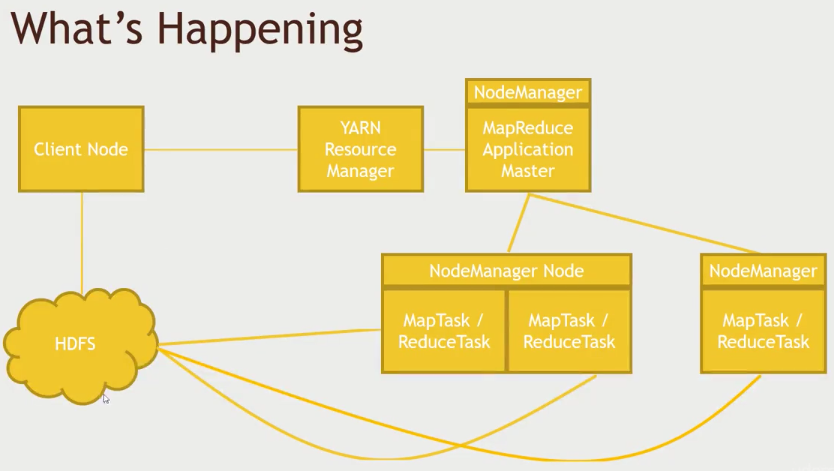 What's Happening
NodeManager
Client Node
YARN
Resource
Manager
MapReduce
Application
Master
NodeManager Node
NodeManager
HDFS
MapTask /
ReduceTask
MapTask /
ReduceTask
MapTask /
ReduceTask